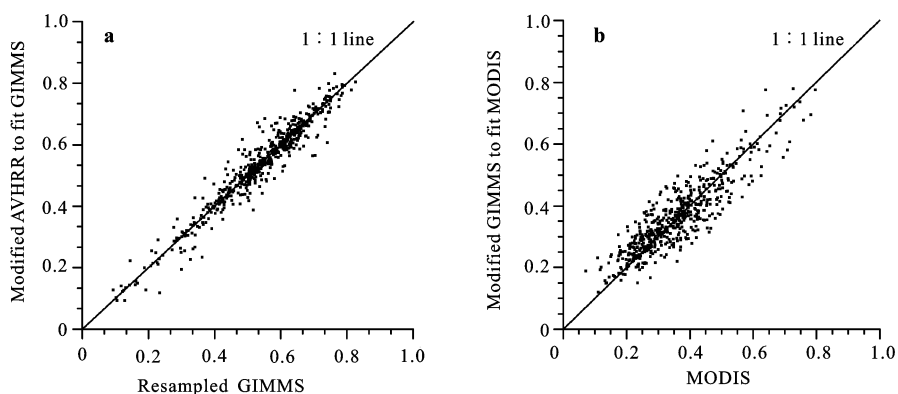 a
1 : 1 line
Modified AVHRR to fit GIMMS
1.0
0.8
0.6
0.4
0.2
0
0 0.2 0.4 0.6 0.8 1.0
Resampled GIMMS
b
1 : 1 line
Modified GIMMS to fit MODIS
1.0
0.8
0.6
0.4
0.2
0
0 0.2 0.4 0.6 0.8 1.0
MODIS